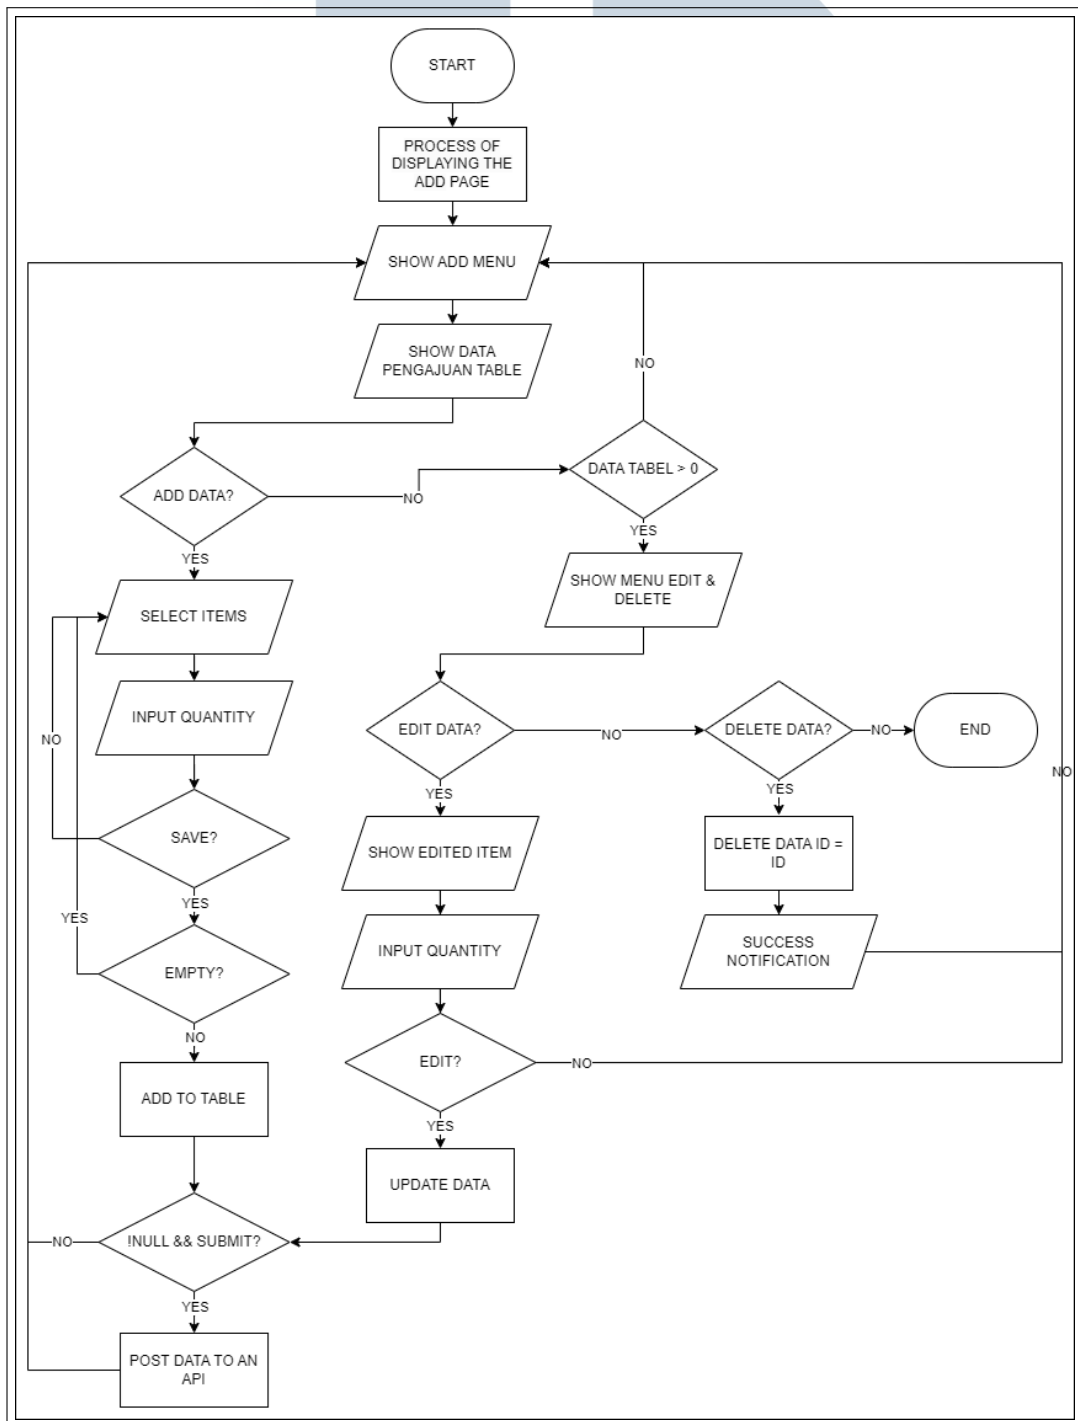 START
PROCESS OF
DISPLAYING THE
ADD PAGE
SHOW ADD MENU
SHOW DATA
PENGAJUAN TABLE
NO
DATA TABEL > 0
ADD DATA?
NO
YES
YES
SHOW MENU EDIT &
DELETE
SELECT ITEMS
INPUT QUANTITY
NO
EDIT DATA?
NO
DELETE DATA?
NO
END
NO
YES
YES
SAVE?
SHOW EDITED ITEM
DELETE DATA ID =
ID
YES
YES
EMPTY?
INPUT QUANTITY
SUCCESS
NOTIFICATION
NO
EDIT?
NO
ADD TO TABLE
YES
UPDATE DATA
NO
!NULL && SUBMIT?
YES
POST DATA TO AN
API